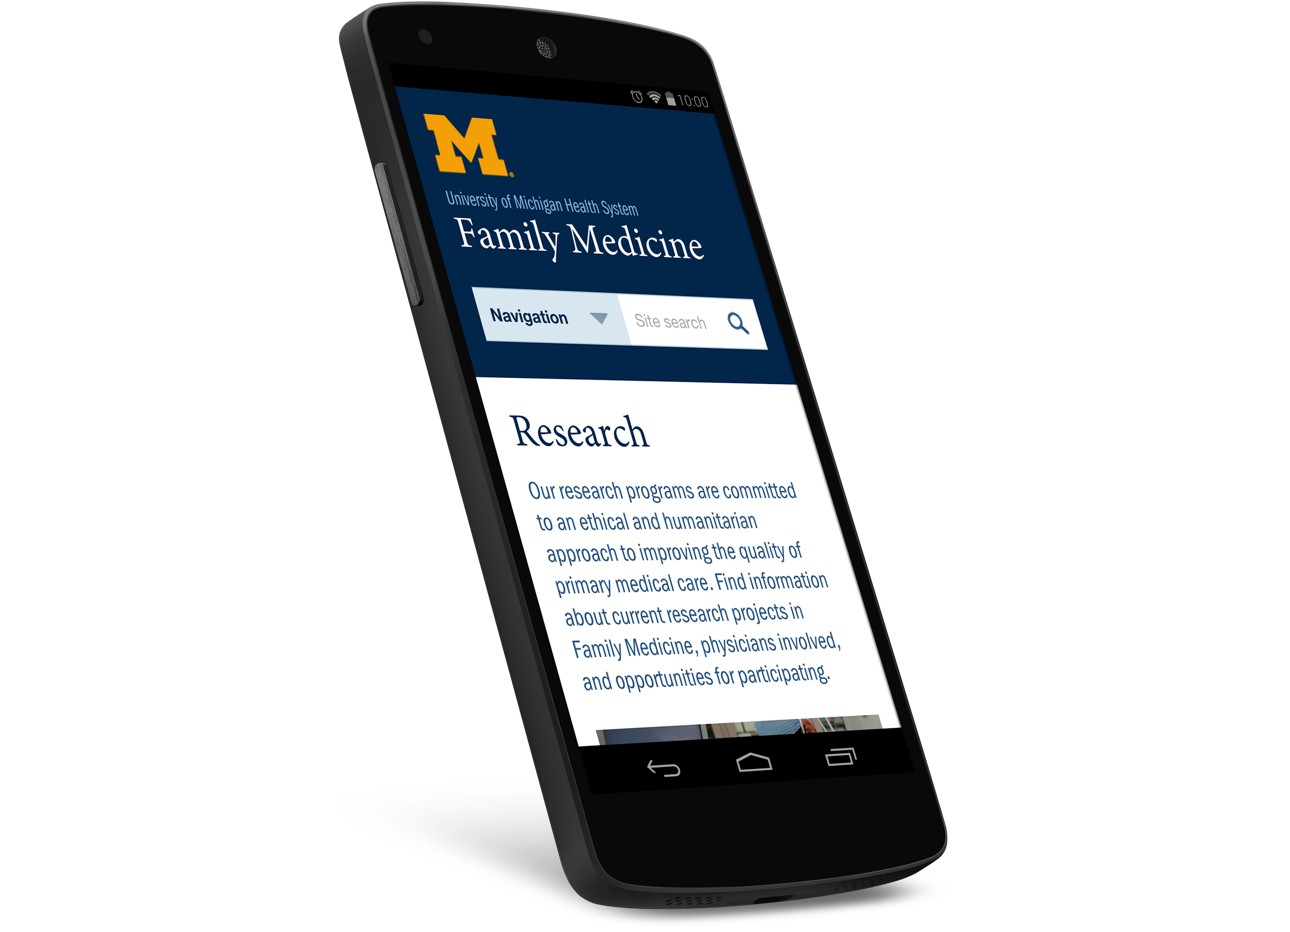 10:00
M
University of Michigan Health System
Family Medicine
Navigation
Site search
Research
Our research programs are committed
to an ethical and humanitarian
approach to improving the quality of
primary medical care. Find information
about current research projects in
Family Medicine, physicians involved,
and opportunities for participating.